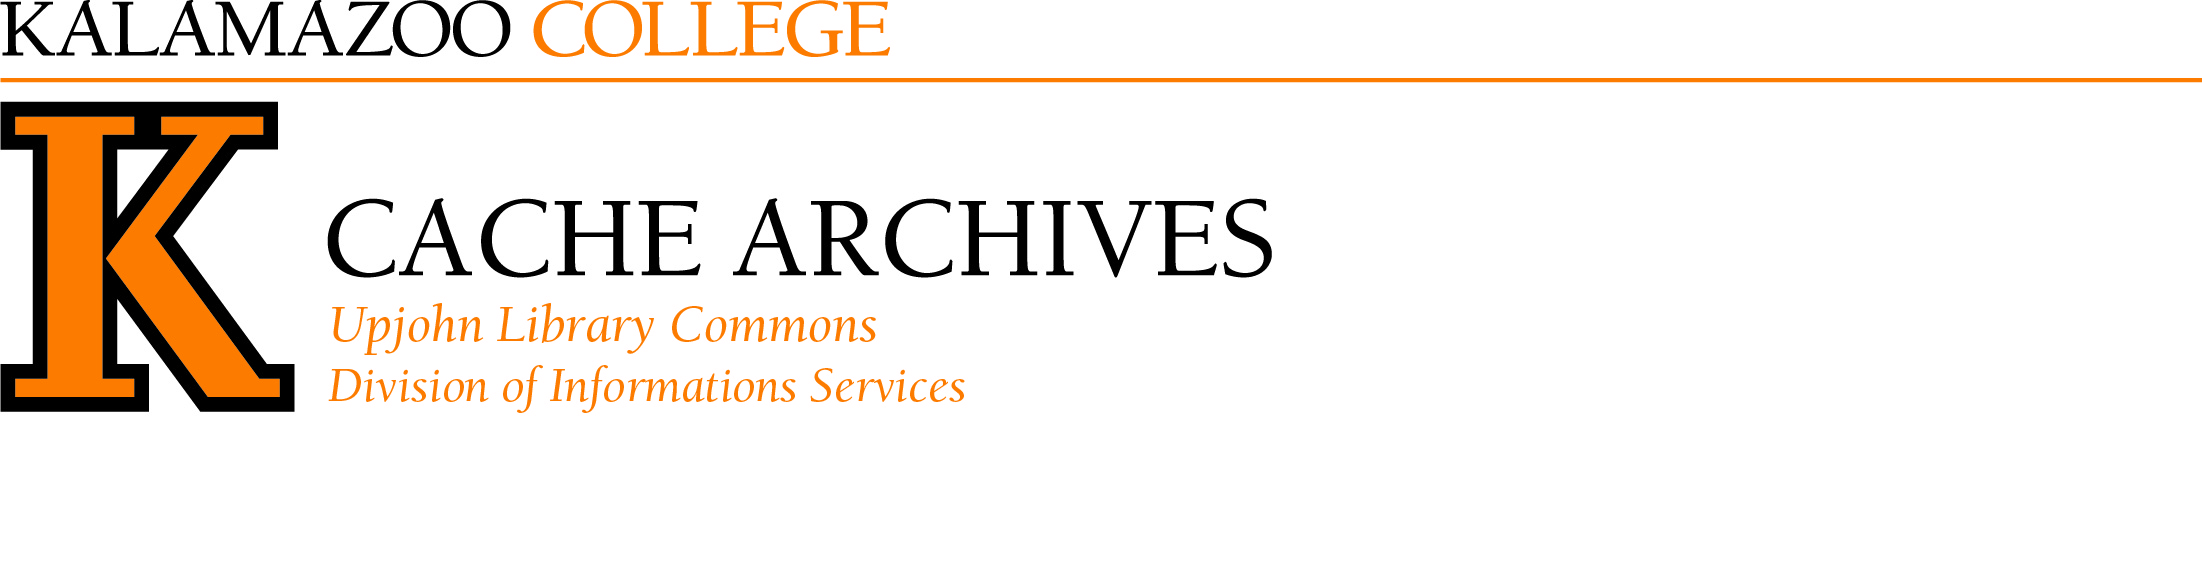 KALAMAZOO COLLEGE
K
CACHE ARCHIVES
Upjohn Library Commons
Division of Informations Services